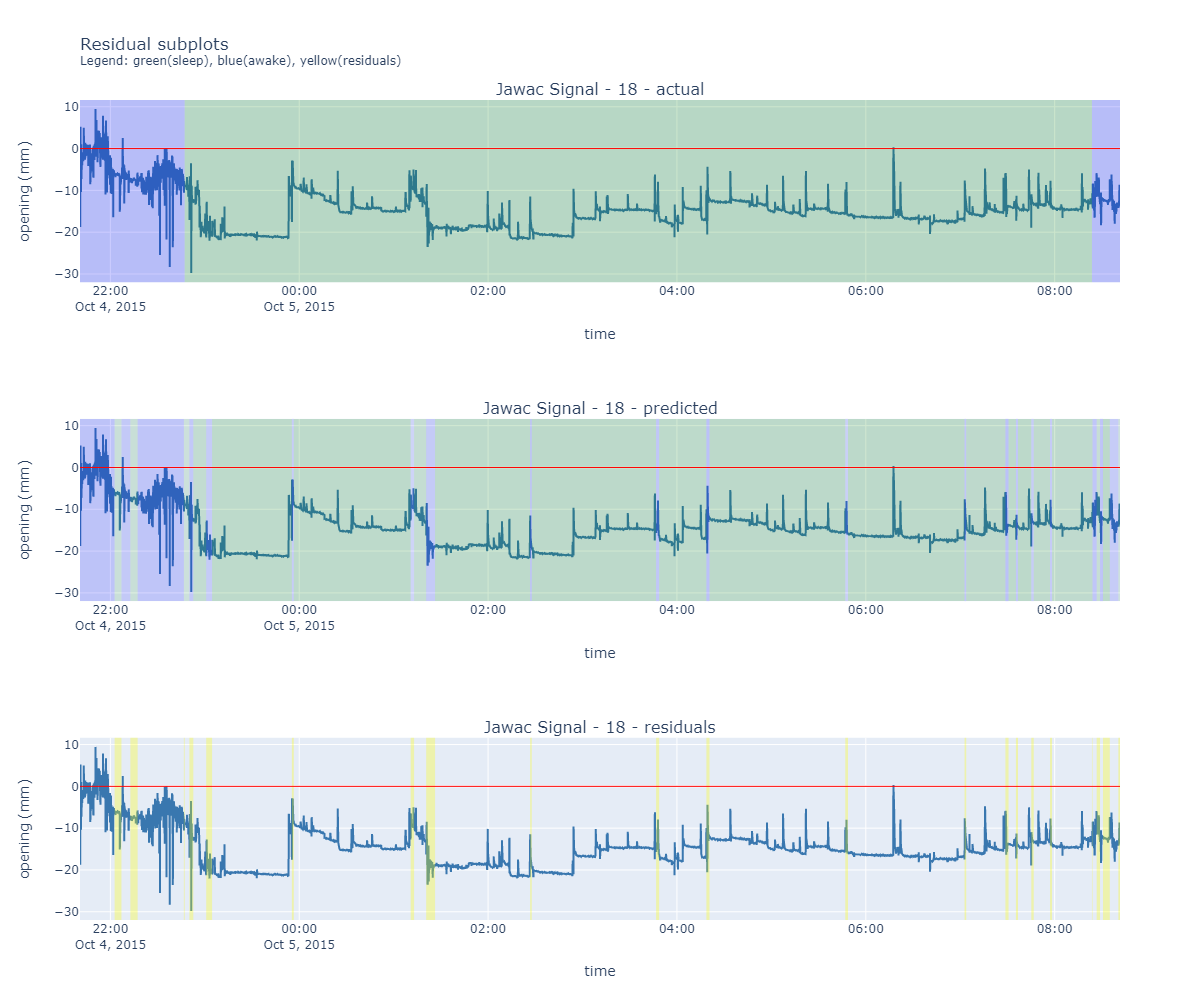 Residual subplots
Legend: green(sleep), blue(awake), yellow(residuals)
Jawac Signal - 18 - actual
10
0
−10
−20
−30
opening (mm)
22:00 00:00 02:00 04:00 06:00 08:00
Oct 4, 2015 Oct 5, 2015
time
Jawac Signal - 18 - predicted
10
0
−10
−20
−30
opening (mm)
22:00 00:00 02:00 04:00 06:00 08:00
Oct 4, 2015 Oct 5, 2015
time
Jawac Signal - 18 - residuals
10
0
−10
−20
−30
opening (mm)
22:00 00:00 02:00 04:00 06:00 08:00
Oct 4, 2015 Oct 5, 2015
time